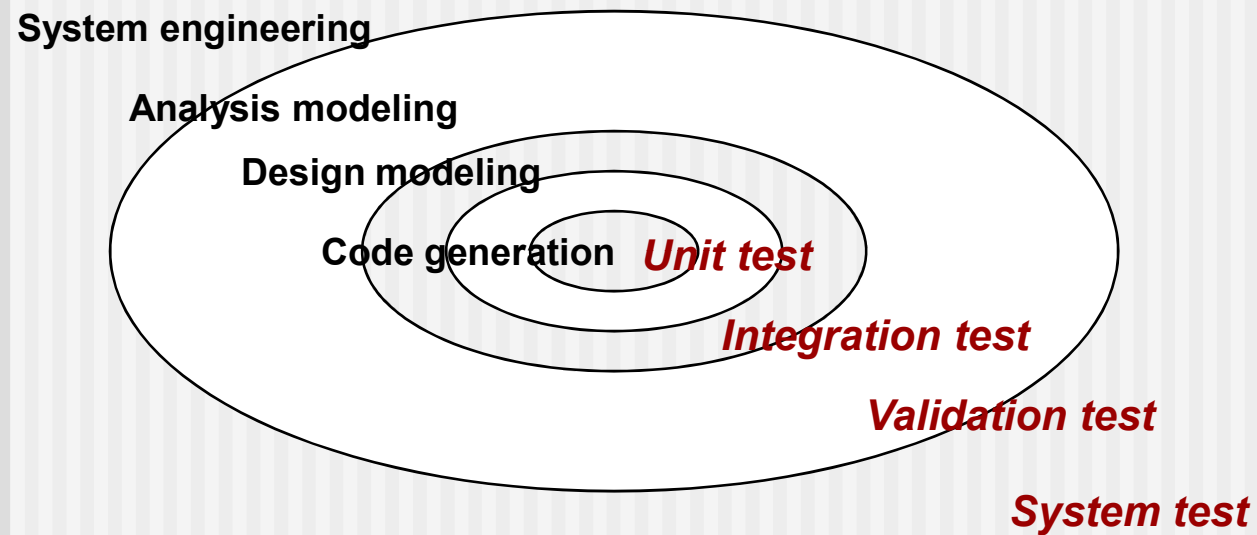 System engineering
Analysis modeling
Design modeling
Code generation
Unit test
Integration test
Validation test
System test